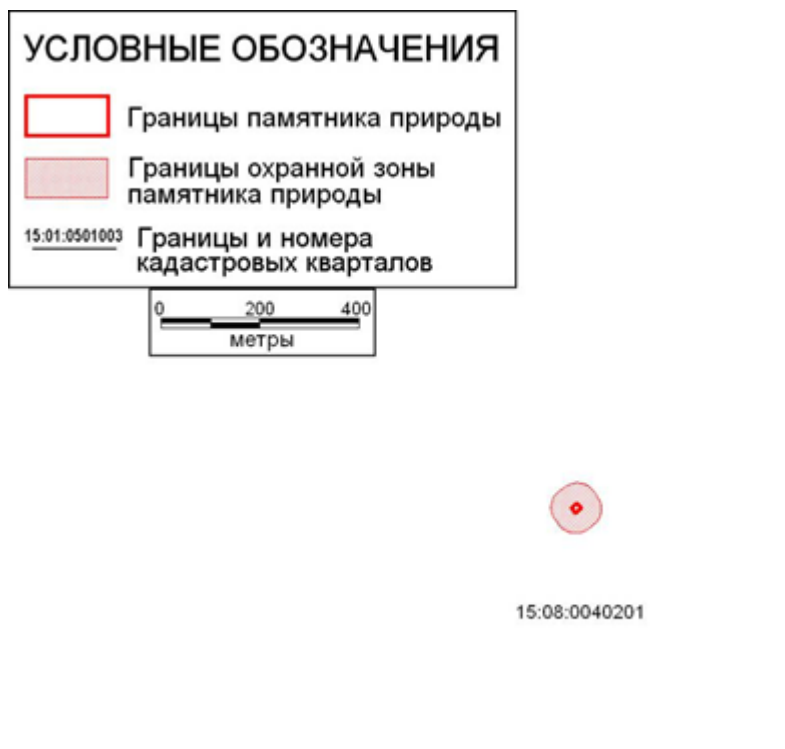 УСЛОВНЫЕ ОБОЗНАЧЕНИЯ
Границы памятника природы
Границы охранной зоны
памятника природы
15:01:0501003 Границы и номера
кадастровых кварталов
0 200 400
метры
15:08:0040201